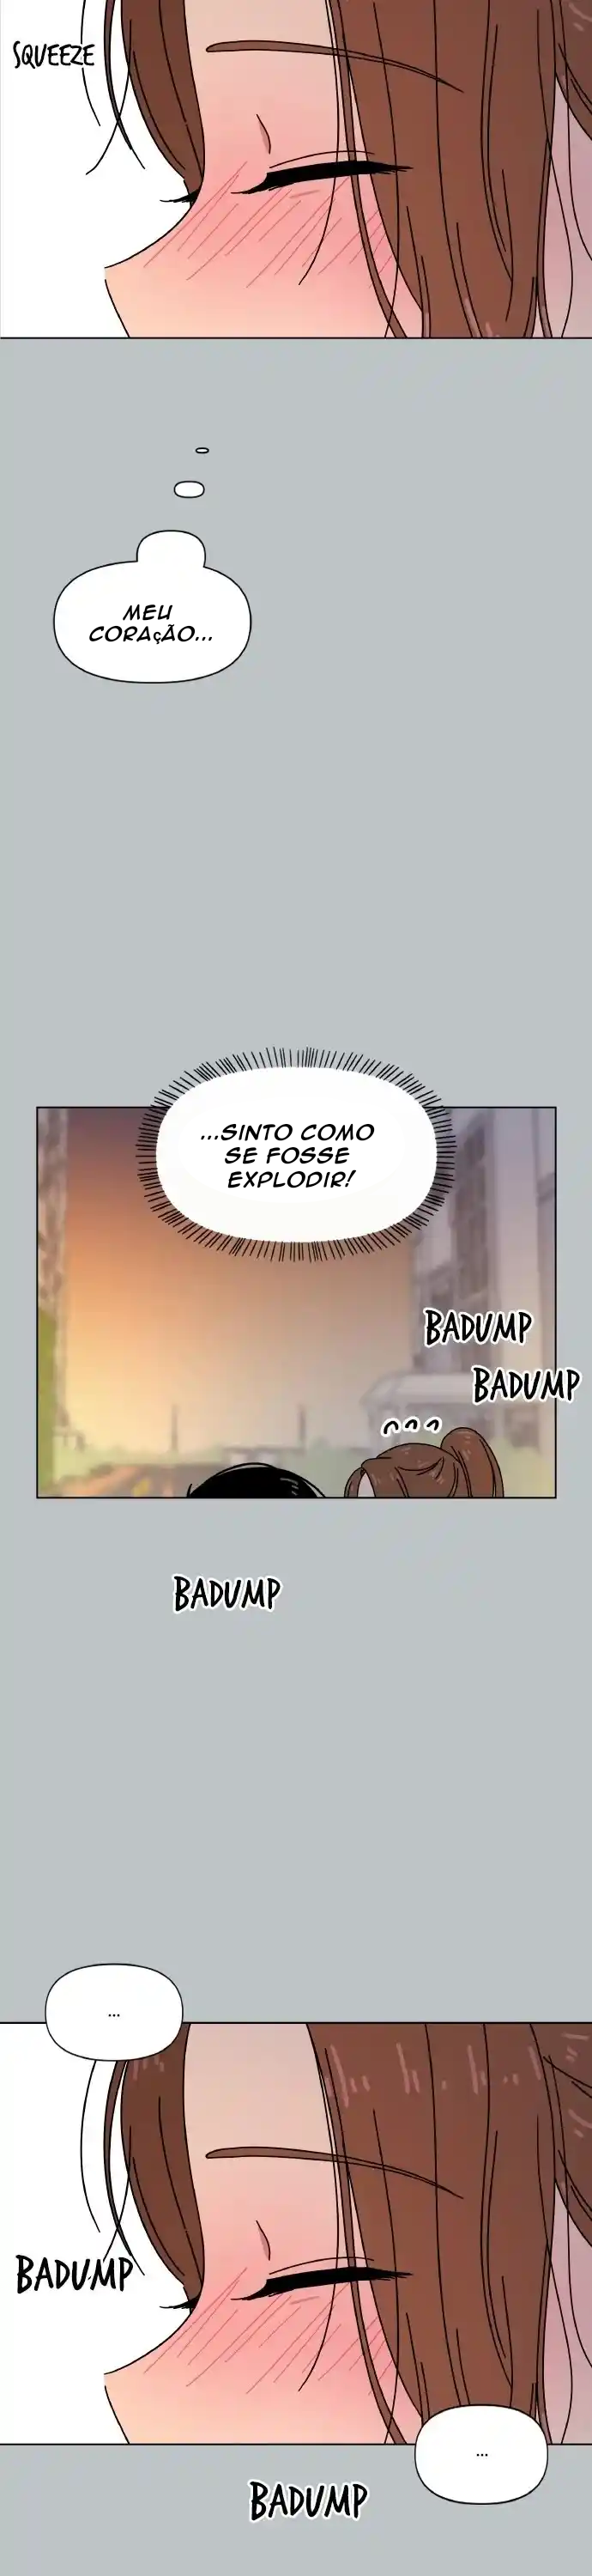 SQUEEZE
MEU
CORAÇÃO...
...SINTO COMO
SE FOSSE
EXPLODIR!
BADUMP
BADUMP
BADUMP
...
BADUMP
...
BADUMP